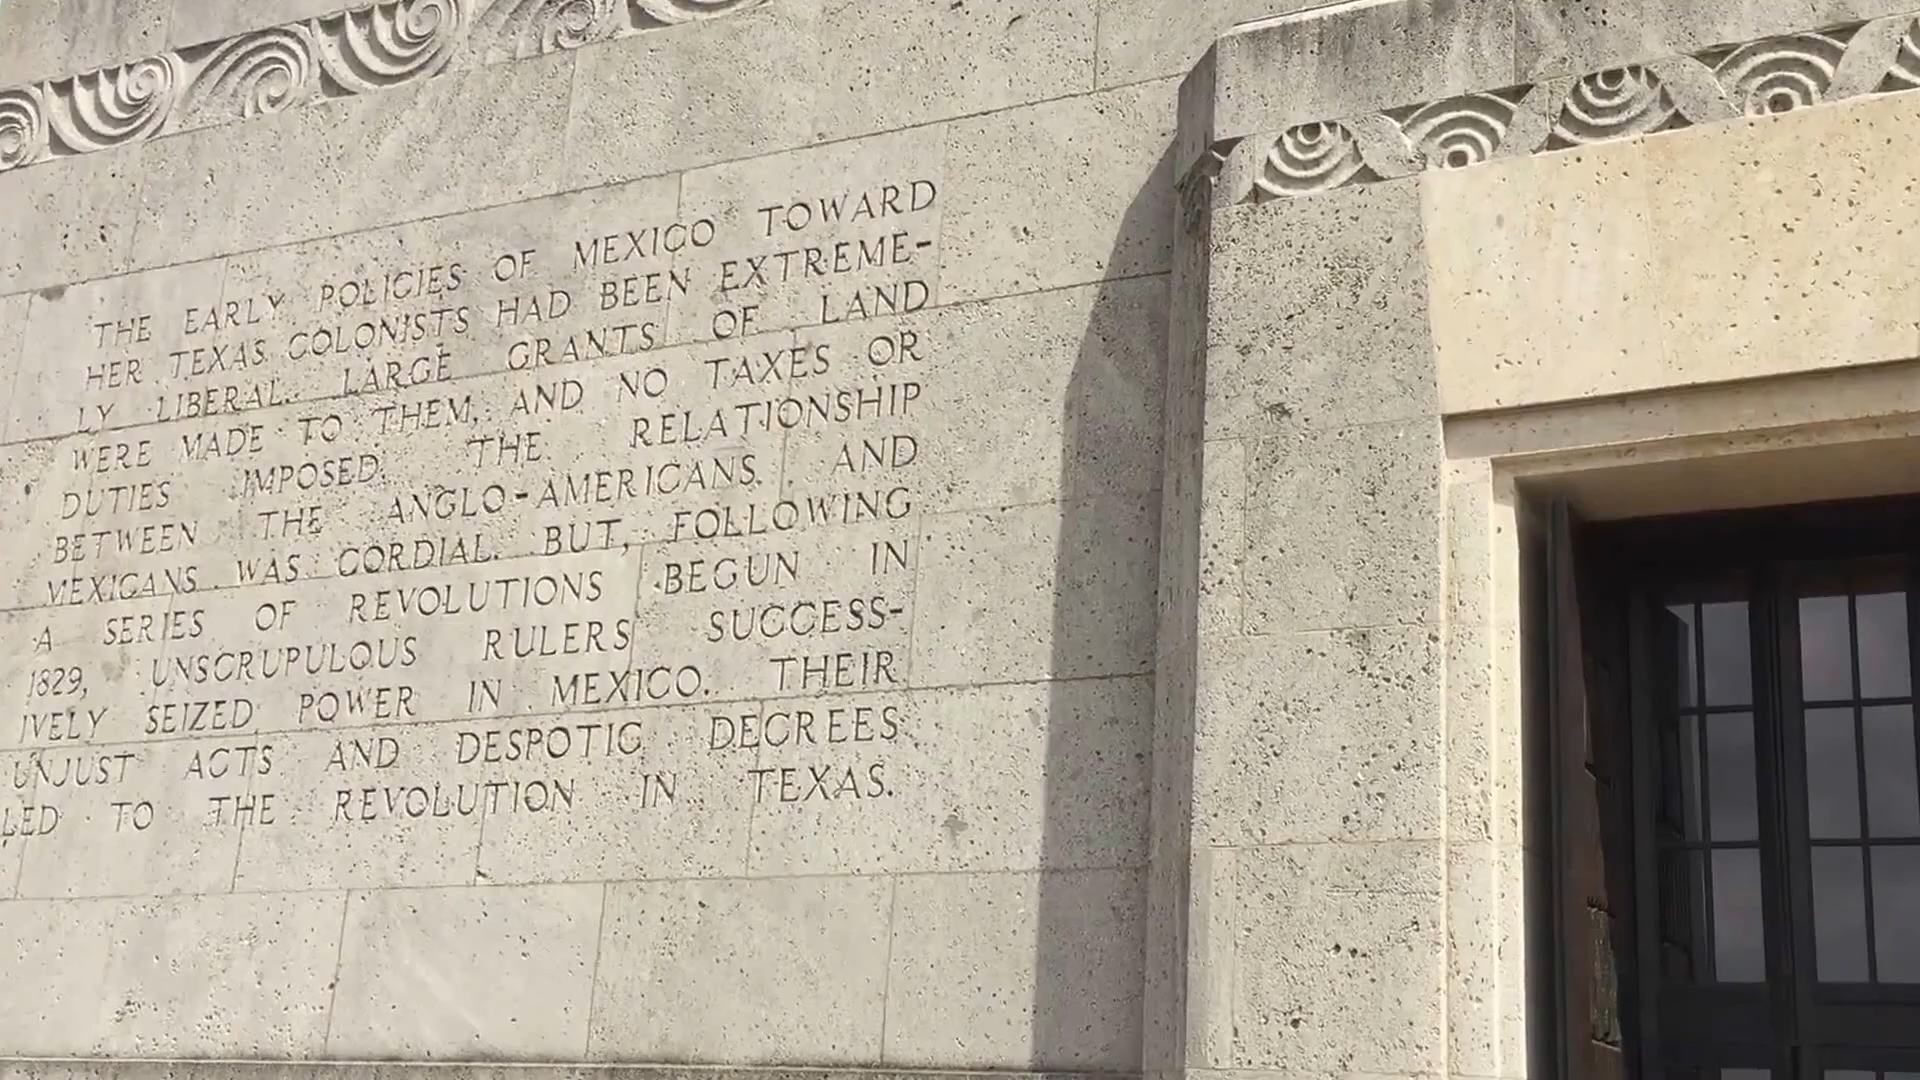 THE EARLY POLICIES OF MEXICO TOWARD
HER TEXAS COLONISTS HAD BEEN EXTREME-
LY LIBERAL. LARGE GRANTS OF LAND
WERE MADE TO THEM, AND NO TAXES OR
DUTIES IMPOSED. THE RELATIONSHIP
BETWEEN THE ANGLO-AMERICANS AND
MEXICANS WAS CORDIAL. BUT, FOLLOWING
A SERIES OF REVOLUTIONS BEGUN IN
1829, UNSCRUPULOUS RULERS SUCCESS-
IVELY SEIZED POWER IN MEXICO. THEIR
UNJUST ACTS AND DESPOTIC DECREES
LED TO THE REVOLUTION IN TEXAS.